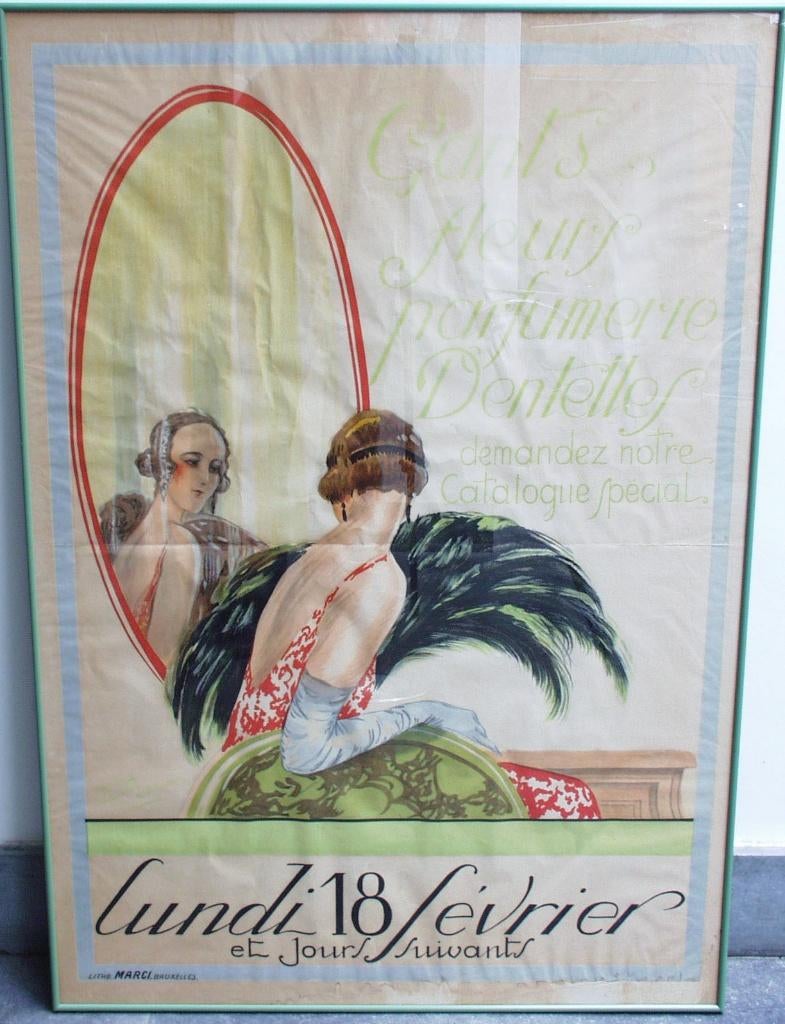 Gants
fleurs
parfumerie
Dentelles
demandez notre
Catalogue spécial.
lundi 18 février
et Jours suivants
LITHO. MARCI. BRUXELLES.